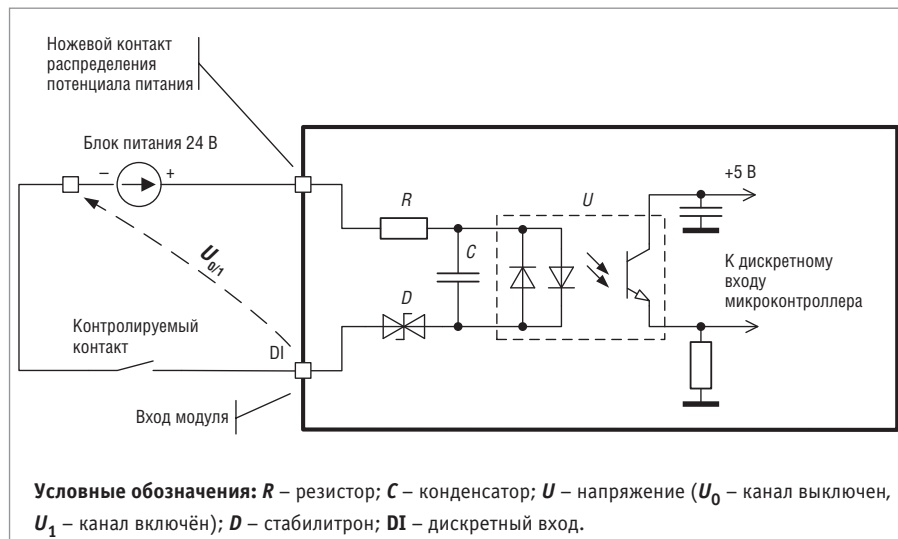 Ножевой контакт
распределения
потенциала питания
Блок питания 24 В
– +
+5 В
R
U
C
К дискретному
входу
микроконтроллера
U0/1
D
Контролируемый
контакт
DI
Вход модуля
Условные обозначения: R – резистор; C – конденсатор; U – напряжение (U0 – канал выключен,
U1 – канал включён); D – стабилитрон; DI – дискретный вход.